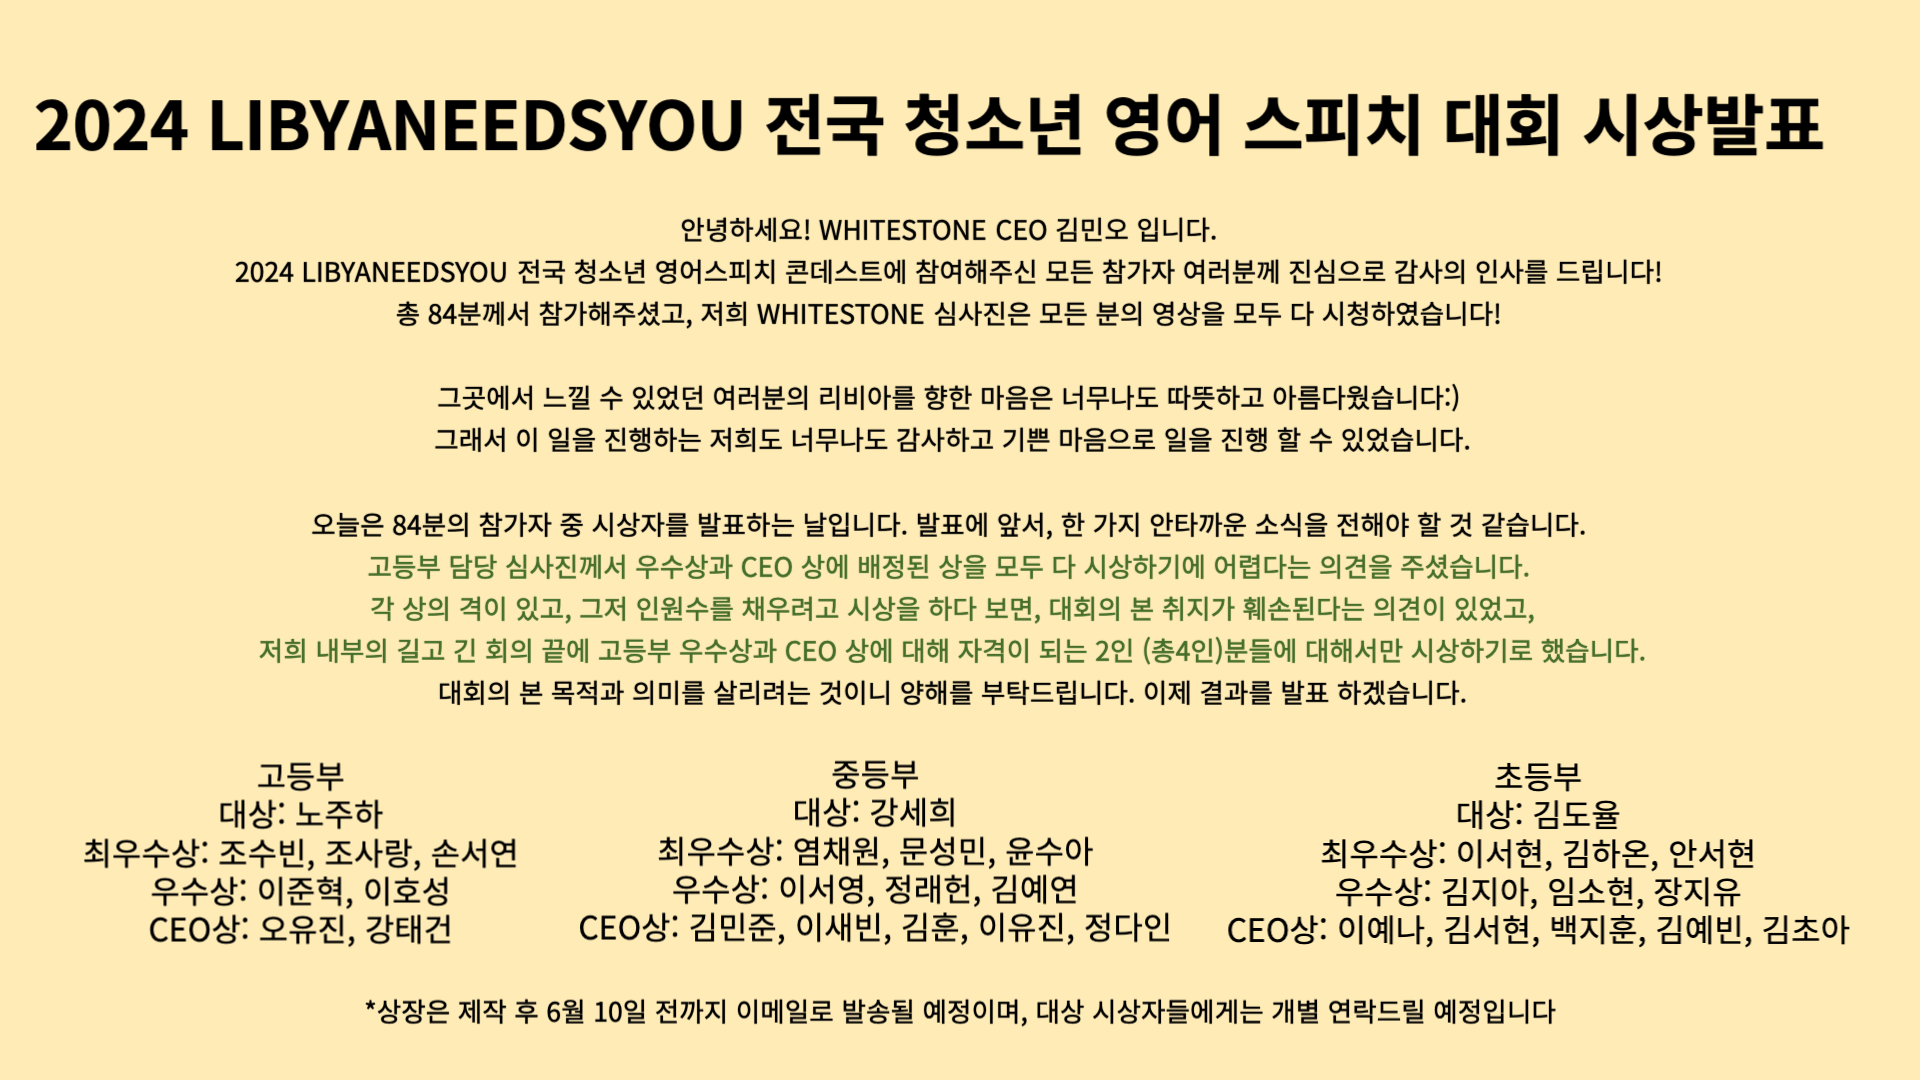 2024 LIBYANEEDSYOU 전국 청소년 영어 스피치 대회 시상발표
안녕하세요! WHITESTONE CEO 김민오 입니다.
2024 LIBYANEEDSYOU 전국 청소년 영어스피치 콘데스트에 참여해주신 모든 참가자 여러분께 진심으로 감사의 인사를 드립니다!
총 84분께서 참가해주셨고, 저희 WHITESTONE 심사진은 모든 분의 영상을 모두 다 시청하였습니다!
그곳에서 느낄 수 있었던 여러분의 리비아를 향한 마음은 너무나도 따뜻하고 아름다웠습니다:)
그래서 이 일을 진행하는 저희도 너무나도 감사하고 기쁜 마음으로 일을 진행 할 수 있었습니다.
오늘은 84분의 참가자 중 시상자를 발표하는 날입니다. 발표에 앞서, 한 가지 안타까운 소식을 전해야 할 것 같습니다.
고등부 담당 심사진께서 우수상과 CEO 상에 배정된 상을 모두 다 시상하기에 어렵다는 의견을 주셨습니다.
각 상의 격이 있고, 그저 인원수를 채우려고 시상을 하다 보면, 대회의 본 취지가 훼손된다는 의견이 있었고,
저희 내부의 길고 긴 회의 끝에 고등부 우수상과 CEO 상에 대해 자격이 되는 2인 (총4인)분들에 대해서만 시상하기로 했습니다.
대회의 본 목적과 의미를 살리려는 것이니 양해를 부탁드립니다. 이제 결과를 발표 하겠습니다.
고등부
대상: 노주하
최우수상: 조수빈, 조사랑, 손서연
우수상: 이준혁, 이호성
CEO상: 오유진, 강태건
중등부
대상: 강세희
최우수상: 염채원, 문성민, 윤수아
우수상: 이서영, 정래헌, 김예연
CEO상: 김민준, 이새빈, 김훈, 이유진, 정다인
초등부
대상: 김도율
최우수상: 이서현, 김하온, 안서현
우수상: 김지아, 임소현, 장지유
CEO상: 이예나, 김서현, 백지훈, 김예빈, 김초아
*상장은 제작 후 6월 10일 전까지 이메일로 발송될 예정이며, 대상 시상자들에게는 개별 연락드릴 예정입니다